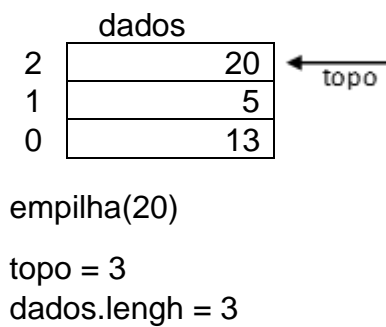 dados
2 20 topo
1 5
0 13
empilha(20)
topo = 3
dados.lengh = 3